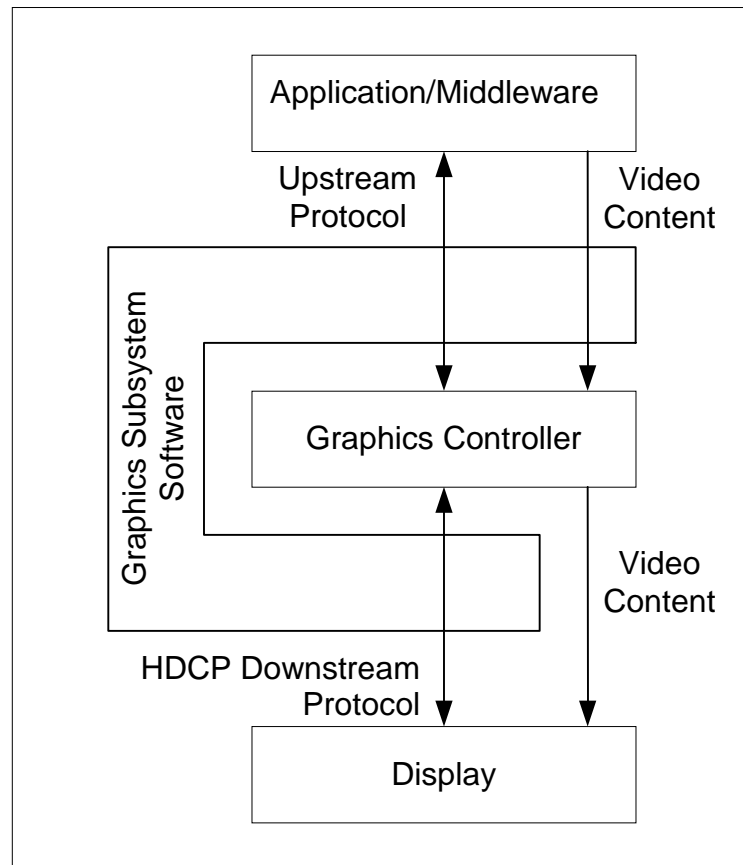 Application/Middleware
Upstream
Protocol
Video
Content
Graphics Subsystem
Software
Graphics Controller
Video
Content
HDCP Downstream
Protocol
Display